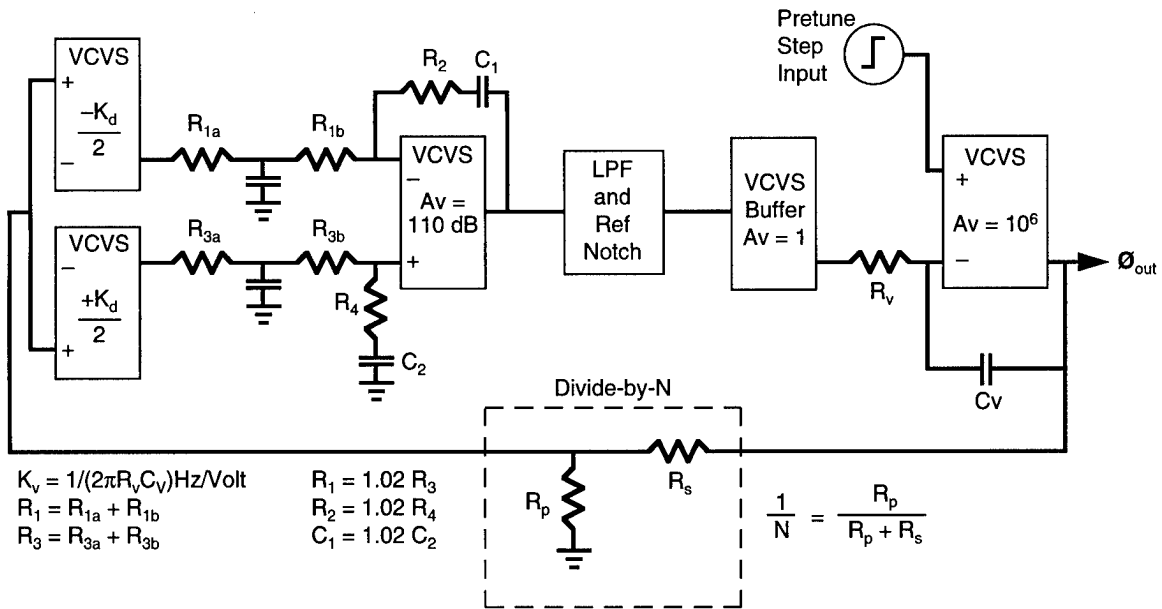 Pretune
Step
Input
VCVS
+
–K_d
2
–
R_1a
R_1b
R_2
C_1
VCVS
–
Av =
110 dB
+
LPF
and
Ref
Notch
VCVS
Buffer
Av = 1
VCVS
+
Av = 10^6
–
Ø_out
R_v
Cv
VCVS
–
+K_d
2
+
R_3a
R_3b
R_4
C_2
Divide-by-N
R_p
R_s
K_v = 1/(2πR_vC_V)Hz/Volt
R_1 = R_1a + R_1b
R_3 = R_3a + R_3b
R_1 = 1.02 R_3
R_2 = 1.02 R_4
C_1 = 1.02 C_2
1/N = R_p/(R_p + R_s)